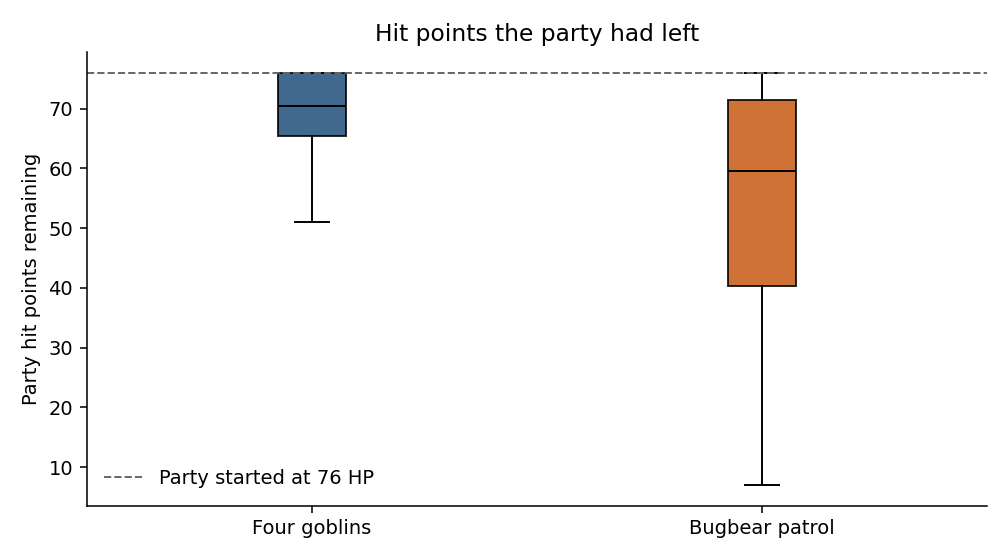 Hit points the party had left
Party hit points remaining
70
60
50
40
30
20
10
Party started at 76 HP
Four goblins
Bugbear patrol